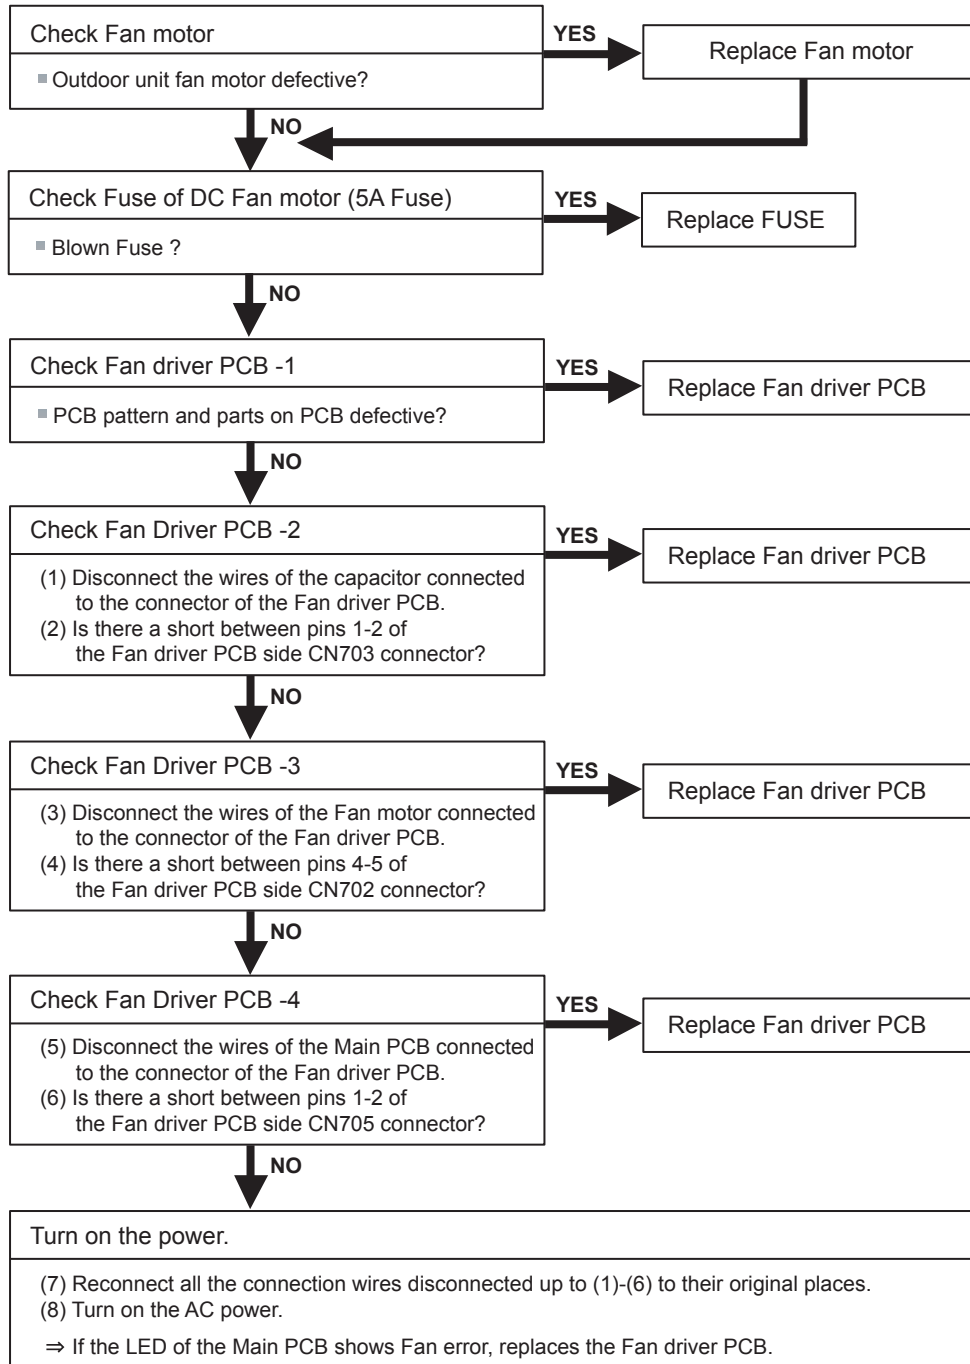 Check Fan motor
YES
Replace Fan motor
■ Outdoor unit fan motor defective?
NO
Check Fuse of DC Fan motor (5A Fuse)
YES
Replace FUSE
■ Blown Fuse ?
NO
Check Fan driver PCB -1
YES
Replace Fan driver PCB
■ PCB pattern and parts on PCB defective?
NO
Check Fan Driver PCB -2
YES
Replace Fan driver PCB
(1) Disconnect the wires of the capacitor connected
to the connector of the Fan driver PCB.
(2) Is there a short between pins 1-2 of
the Fan driver PCB side CN703 connector?
NO
Check Fan Driver PCB -3
YES
Replace Fan driver PCB
(3) Disconnect the wires of the Fan motor connected
to the connector of the Fan driver PCB.
(4) Is there a short between pins 4-5 of
the Fan driver PCB side CN702 connector?
NO
Check Fan Driver PCB -4
YES
Replace Fan driver PCB
(5) Disconnect the wires of the Main PCB connected
to the connector of the Fan driver PCB.
(6) Is there a short between pins 1-2 of
the Fan driver PCB side CN705 connector?
NO
Turn on the power.
(7) Reconnect all the connection wires disconnected up to (1)-(6) to their original places.
(8) Turn on the AC power.
⇒ If the LED of the Main PCB shows Fan error, replaces the Fan driver PCB.